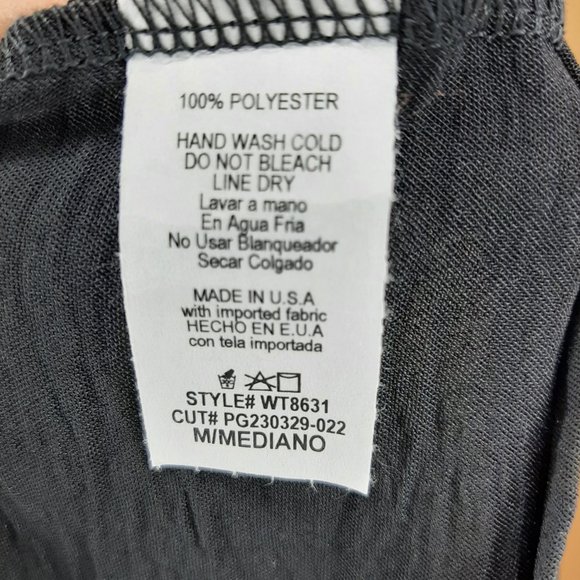 100% POLYESTER
HAND WASH COLD
DO NOT BLEACH
LINE DRY
Lavar a mano
En Agua Fria
No Usar Blanqueador
Secar Colgado
MADE IN U.S.A
with imported fabric
HECHO EN E.U.A
con tela importada
STYLE# WT8631
CUT# PG230329-022
M/MEDIANO